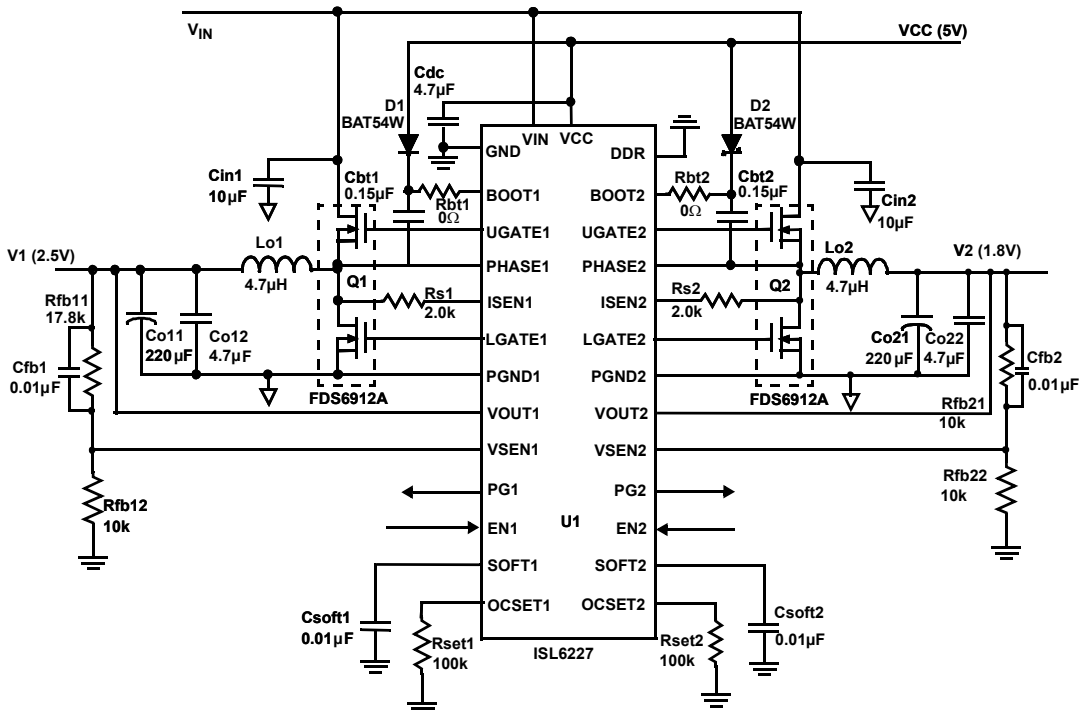 VIN
VCC (5V)
Cdc
4.7µF
D1
BAT54W
D2
BAT54W
VIN
VCC
GND
DDR
Cin1
10µF
Cbt1
0.15µF
Rbt1
0Ω
BOOT1
BOOT2
Rbt2
0Ω
Cbt2
0.15µF
Cin2
10µF
UGATE1
UGATE2
V1 (2.5V)
Lo1
4.7µH
PHASE1
PHASE2
Lo2
4.7µH
V2 (1.8V)
Q1
Rs1
2.0k
ISEN1
ISEN2
Rs2
2.0k
Q2
Rfb11
17.8k
Co11
220µF
Co12
4.7µF
LGATE1
LGATE2
Co21
220µF
Co22
4.7µF
Cfb1
0.01µF
Cfb2
0.01µF
PGND1
PGND2
FDS6912A
FDS6912A
VOUT1
VOUT2
Rfb21
10k
VSEN1
VSEN2
Rfb12
10k
PG1
PG2
Rfb22
10k
U1
EN1
EN2
SOFT1
SOFT2
Csoft1
0.01µF
OCSET1
OCSET2
Csoft2
0.01µF
Rset1
100k
Rset2
100k
ISL6227